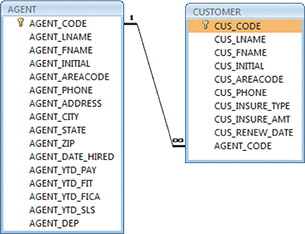 AGENT
AGENT_CODE
AGENT_LNAME
AGENT_FNAME
AGENT_INITIAL
AGENT_AREACODE
AGENT_PHONE
AGENT_ADDRESS
AGENT_CITY
AGENT_STATE
AGENT_ZIP
AGENT_DATE_HIRED
AGENT_YTD_PAY
AGENT_YTD_FIT
AGENT_YTD_FICA
AGENT_YTD_SLS
AGENT_DEP
1
∞
CUSTOMER
CUS_CODE
CUS_LNAME
CUS_FNAME
CUS_INITIAL
CUS_AREACODE
CUS_PHONE
CUS_INSURE_TYPE
CUS_INSURE_AMT
CUS_RENEW_DATE
AGENT_CODE